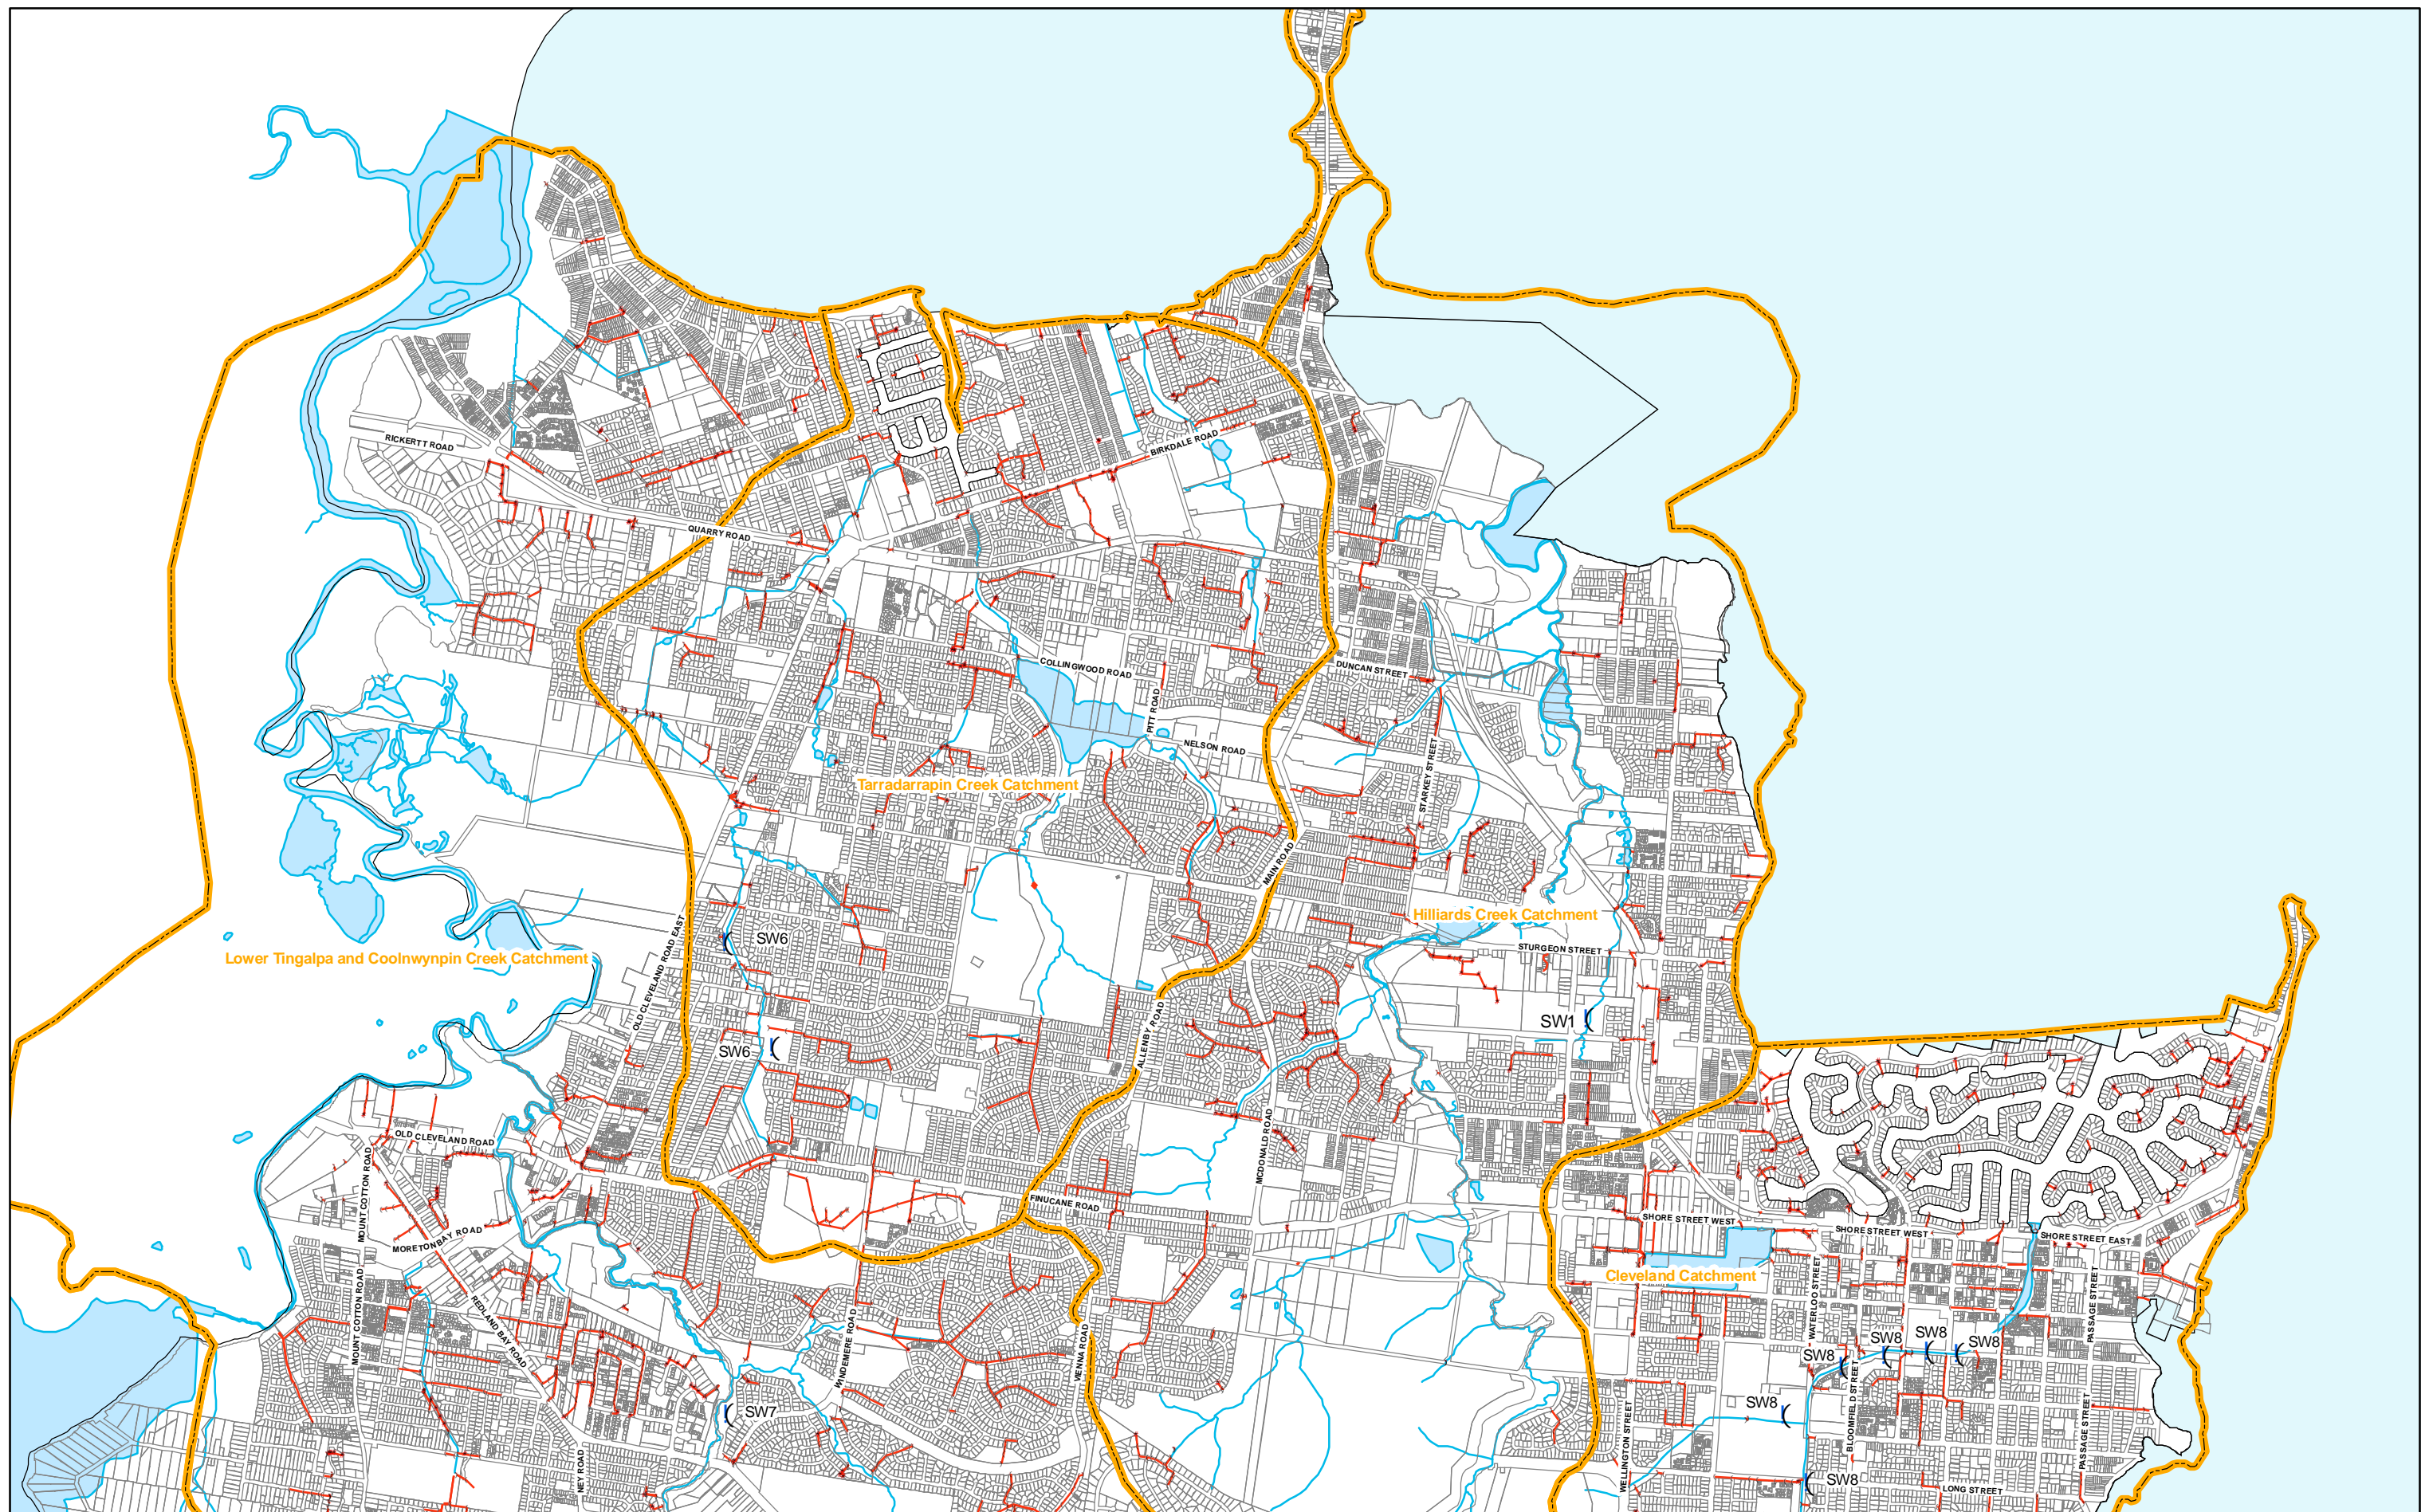 RICKERTT ROAD
BIRKDALE ROAD
QUARRY ROAD
COLLINGWOOD ROAD
DUNCAN STREET
PITT ROAD
NELSON ROAD
STARKEY STREET
Tarradarrapin Creek Catchment
MAIN ROAD
Hilliards Creek Catchment
SW6
STURGEON STREET
Lower Tingalpa and Coolnwynpin Creek Catchment
OLD CLEVELAND ROAD EAST
SW1
ALLENBY ROAD
SW6
OLD CLEVELAND ROAD
MCDONALD ROAD
MOUNT COTTON ROAD
FINUCANE ROAD
SHORE STREET WEST
SHORE STREET WEST
SHORE STREET EAST
MORETON BAY ROAD
Cleveland Catchment
WATERLOO STREET
PASSAGE STREET
MOUNT COTTON ROAD
REDLAND BAY ROAD
WINDEMERE ROAD
VIENNA ROAD
SW8
SW8
SW8
SW8
SW7
SW8
BLOOMFIELD STREET
PASSAGE STREET
WELLINGTON STREET
NEY ROAD
SW8
LONG STREET